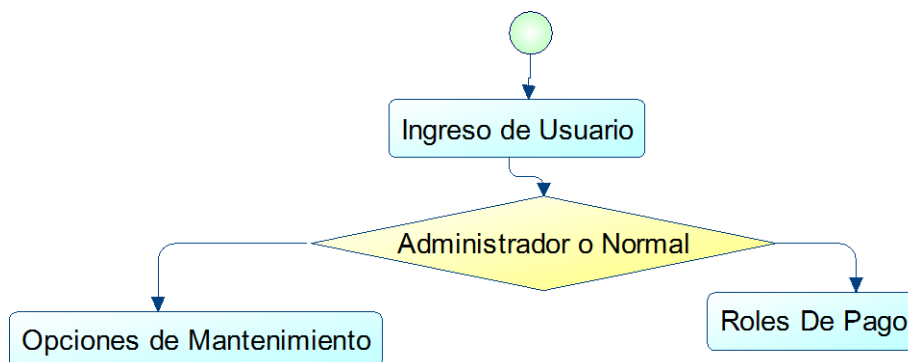 Ingreso de Usuario
Administrador o Normal
Opciones de Mantenimiento
Roles De Pago